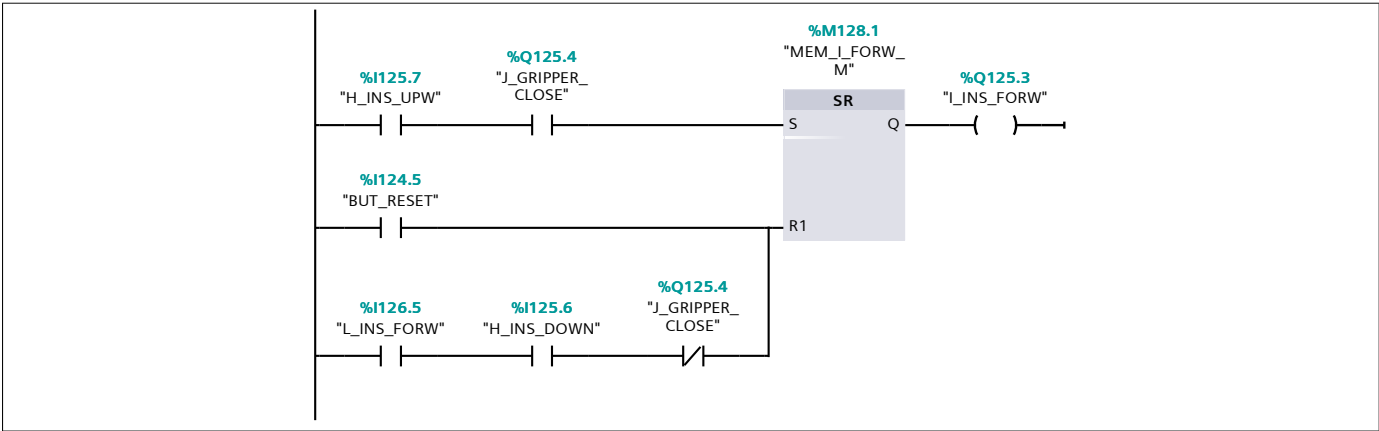 %M128.1
"MEM_I_FORW_
M"
%Q125.4
"J_GRIPPER_
CLOSE"
%I125.7
"H_INS_UPW"
%Q125.3
"I_INS_FORW"
SR
S
Q
%I124.5
"BUT_RESET"
R1
%Q125.4
"J_GRIPPER_
CLOSE"
%I126.5
"L_INS_FORW"
%I125.6
"H_INS_DOWN"